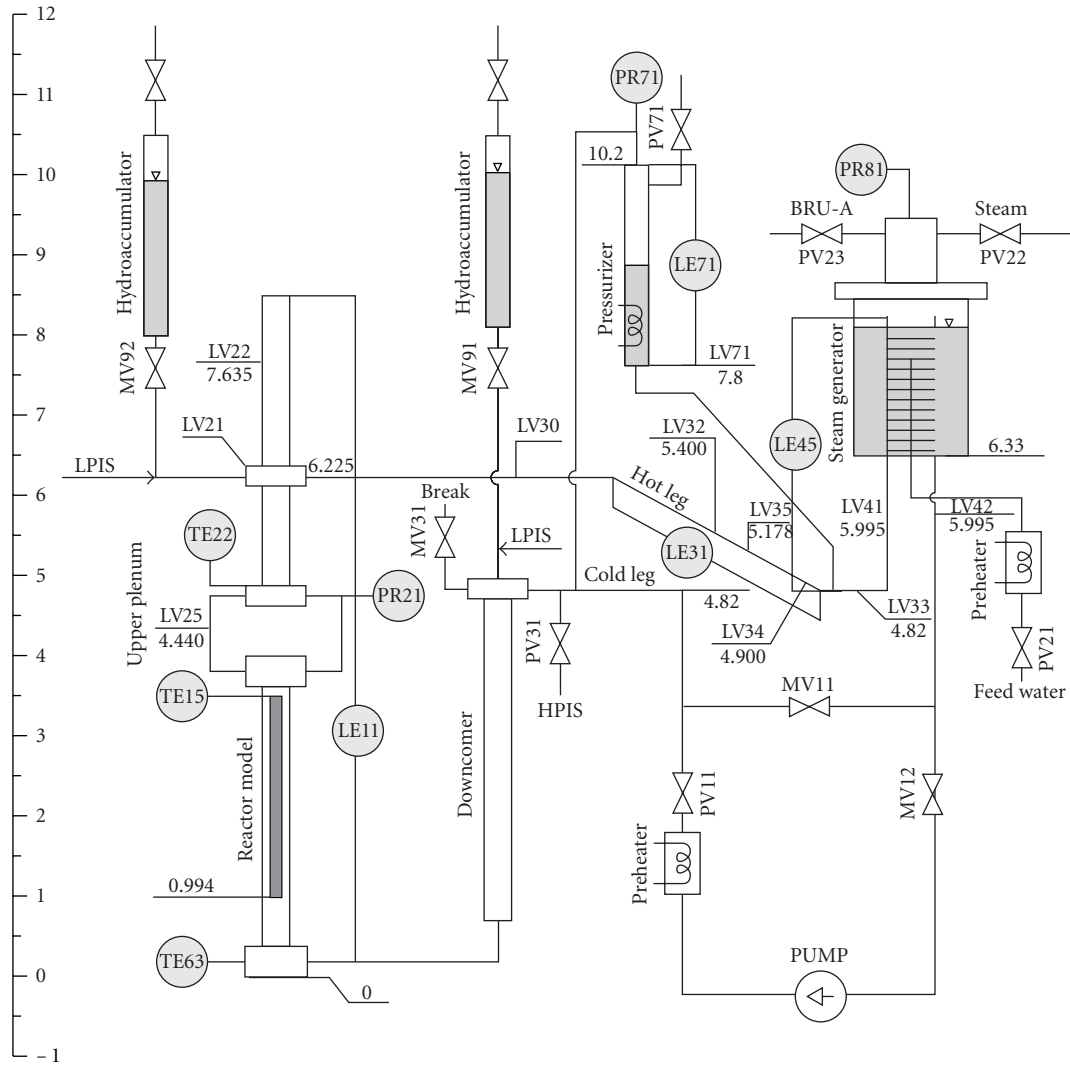 12
11
10
9
8
7
6
5
4
3
2
1
0
−1
Hydroaccumulator
MV92
Hydroaccumulator
MV91
PR71
PV71
10.2
LE71
Pressurizer
LV71
7.8
PR81
BRU-A
PV23
Steam
PV22
Steam generator
LE45
6.33
LV22
7.635
LV21
LPIS
6.225
LV30
LV32
5.400
Hot leg
LV35
5.178
LV41
5.995
LV42
5.995
Break
MV31
LPIS
LE31
Cold leg
4.82
LV33
4.82
LV34
4.900
Preheater
PV21
Feed water
TE22
Upper plenum
LV25
4.440
PR21
PV31
HPIS
TE15
LE11
Reactor model
Downcomer
0.994
TE63
0
MV11
PV11
MV12
Preheater
PUMP